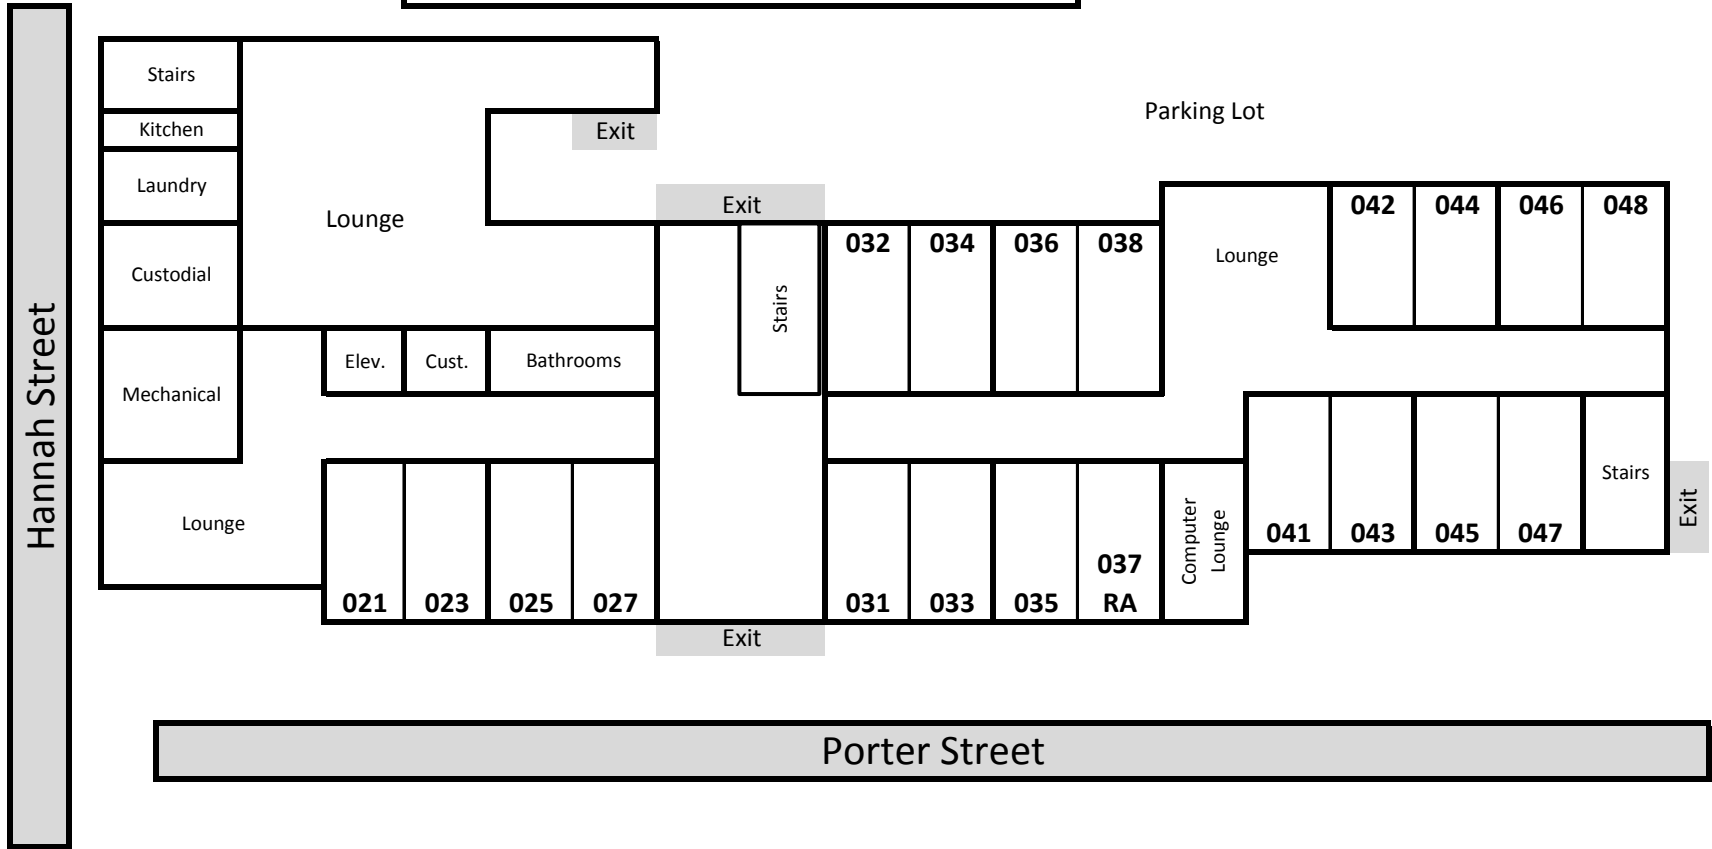 Stairs
Kitchen
Exit
Parking Lot
Laundry
Lounge
Exit
042 044 046 048
032 034 036 038
Lounge
Custodial
Stairs
Elev.
Cust.
Bathrooms
Mechanical
Hannah Street
Lounge
Stairs
Exit
Computer
Lounge
041 043 045 047
037
021 023 025 027
031 033 035 RA
Exit
Porter Street